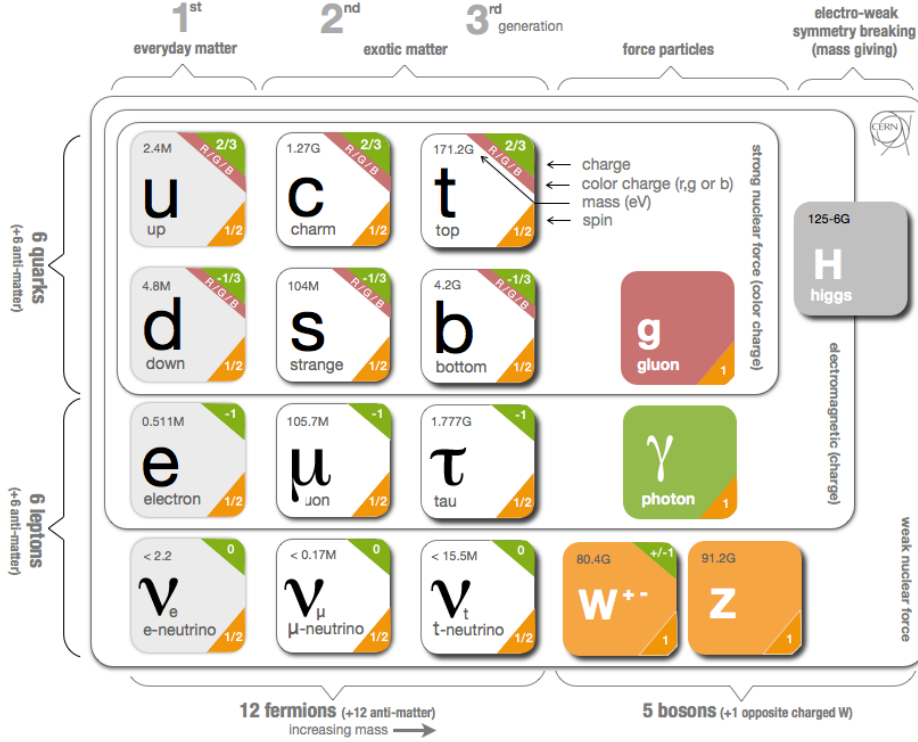 1st
2nd
3rd generation
everyday matter
exotic matter
force particles
electro-weak
symmetry breaking
(mass giving)
CERN
6 quarks
(+6 anti-matter)
2.4M
2/3
R/G/B
u
up
1/2
1.27G
2/3
R/G/B
c
charm
1/2
171.2G
2/3
R/G/B
t
top
1/2
charge
color charge (r,g or b)
mass (eV)
spin
strong nuclear force (color charge)
125-6G
H
higgs
4.8M
-1/3
R/G/B
d
down
1/2
104M
-1/3
R/G/B
s
strange
1/2
4.2G
-1/3
R/G/B
b
bottom
1/2
g
gluon
1
electromagnetic (charge)
6 leptons
(+6 anti-matter)
0.511M
-1
e
electron
1/2
105.7M
-1
μ
uon
1/2
1.777G
-1
τ
tau
1/2
γ
photon
1
weak nuclear force
< 2.2
0
νe
e-neutrino
1/2
< 0.17M
0
νμ
μ-neutrino
1/2
< 15.5M
0
νt
t-neutrino
1/2
80.4G
+/-1
W+-
1
91.2G
Z
1
12 fermions (+12 anti-matter)
increasing mass
5 bosons (+1 opposite charged W)